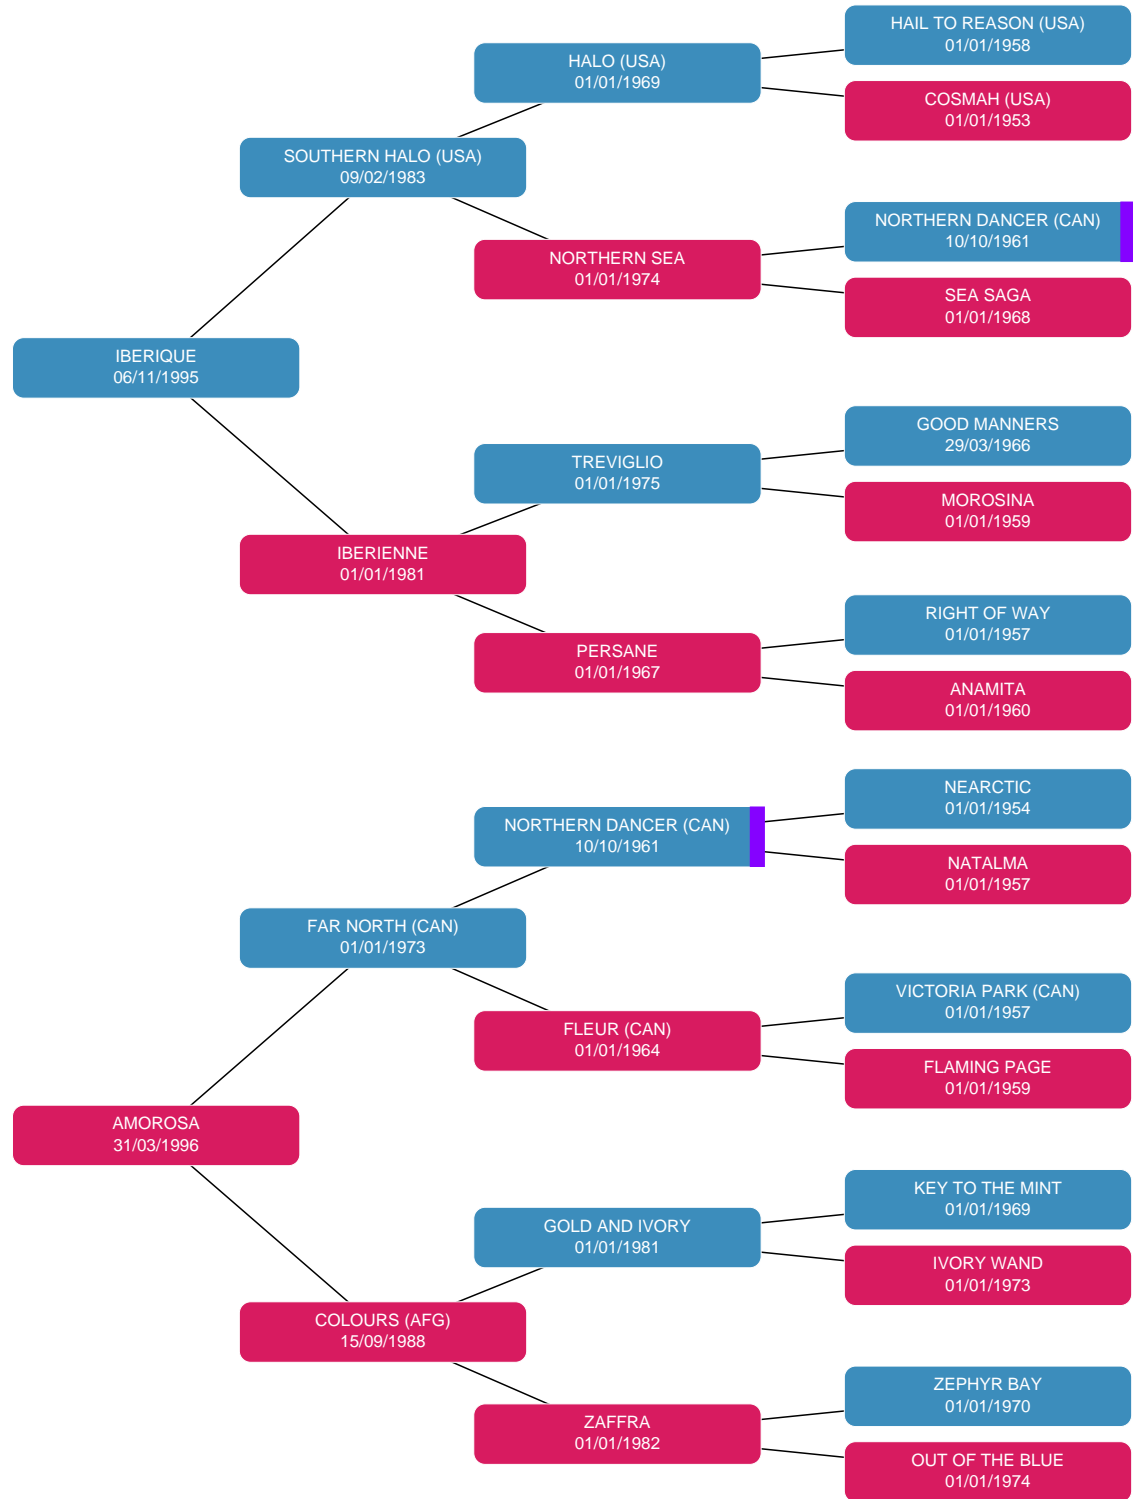 HAIL TO REASON (USA)
01/01/1958
HALO (USA)
01/01/1969
COSMAH (USA)
01/01/1953
SOUTHERN HALO (USA)
09/02/1983
NORTHERN DANCER (CAN)
10/10/1961
NORTHERN SEA
01/01/1974
SEA SAGA
01/01/1968
IBERIQUE
06/11/1995
GOOD MANNERS
29/03/1966
TREVIGLIO
01/01/1975
MOROSINA
01/01/1959
IBERIENNE
01/01/1981
RIGHT OF WAY
01/01/1957
PERSANE
01/01/1967
ANAMITA
01/01/1960
NEARCTIC
01/01/1954
NORTHERN DANCER (CAN)
10/10/1961
NATALMA
01/01/1957
FAR NORTH (CAN)
01/01/1973
VICTORIA PARK (CAN)
01/01/1957
FLEUR (CAN)
01/01/1964
FLAMING PAGE
01/01/1959
AMOROSA
31/03/1996
KEY TO THE MINT
01/01/1969
GOLD AND IVORY
01/01/1981
IVORY WAND
01/01/1973
COLOURS (AFG)
15/09/1988
ZEPHYR BAY
01/01/1970
ZAFFRA
01/01/1982
OUT OF THE BLUE
01/01/1974